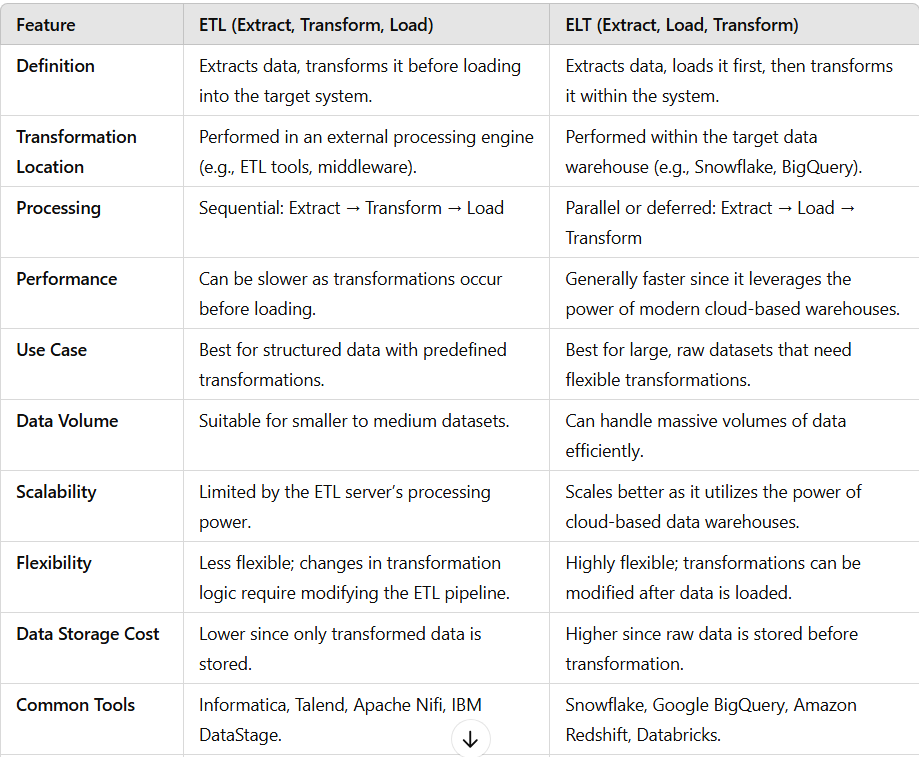 Feature ETL (Extract, Transform, Load) ELT (Extract, Load, Transform)
Definition Extracts data, transforms it before loading Extracts data, loads it first, then transforms
into the target system. it within the system.
Transformation Performed in an external processing engine Performed within the target data
Location (e.g., ETL tools, middleware). warehouse (e.g., Snowflake, BigQuery).
Processing Sequential: Extract → Transform → Load Parallel or deferred: Extract → Load →
Transform
Performance Can be slower as transformations occur Generally faster since it leverages the
before loading. power of modern cloud-based warehouses.
Use Case Best for structured data with predefined Best for large, raw datasets that need
transformations. flexible transformations.
Data Volume Suitable for smaller to medium datasets. Can handle massive volumes of data
efficiently.
Scalability Limited by the ETL server’s processing Scales better as it utilizes the power of
power. cloud-based data warehouses.
Flexibility Less flexible; changes in transformation Highly flexible; transformations can be
logic require modifying the ETL pipeline. modified after data is loaded.
Data Storage Cost Lower since only transformed data is Higher since raw data is stored before
stored. transformation.
Common Tools Informatica, Talend, Apache Nifi, IBM Snowflake, Google BigQuery, Amazon
DataStage. Redshift, Databricks.